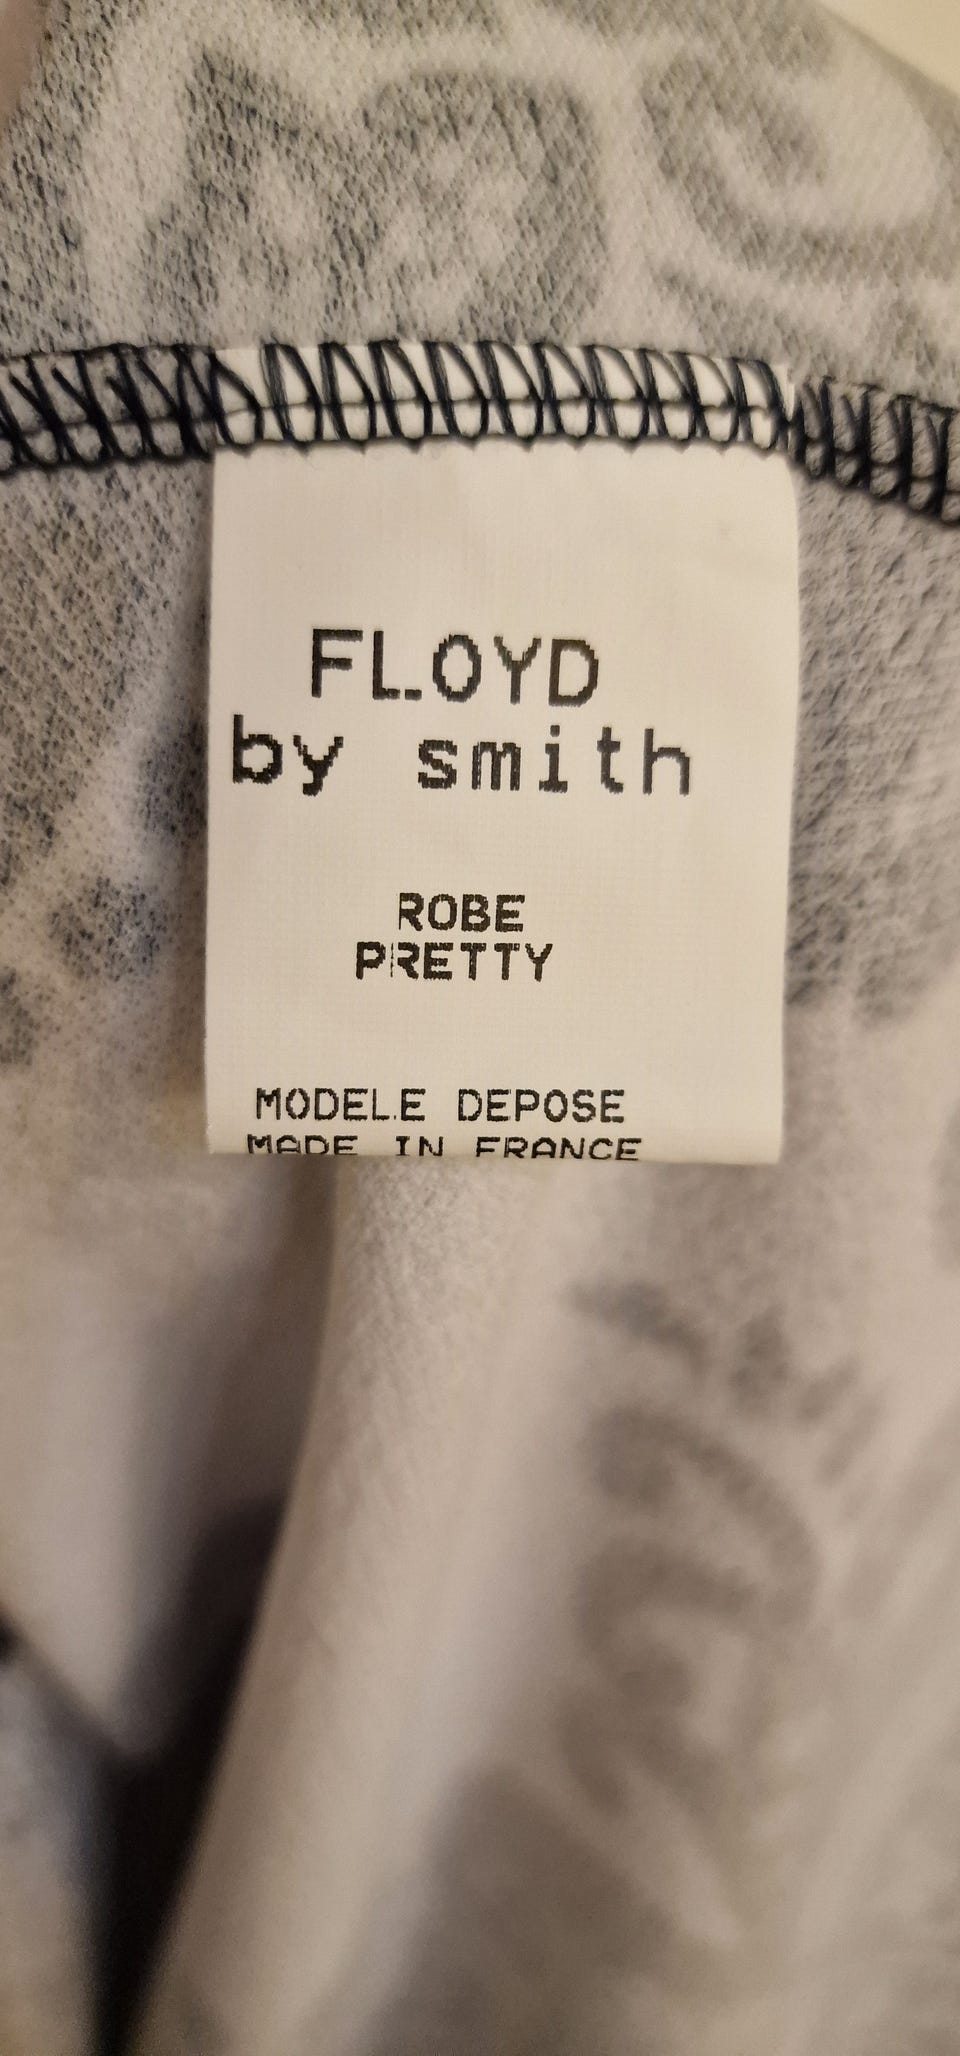 FLOYD
by smith
ROBE
PRETTY
MODELE DEPOSE
MADE IN FRANCE